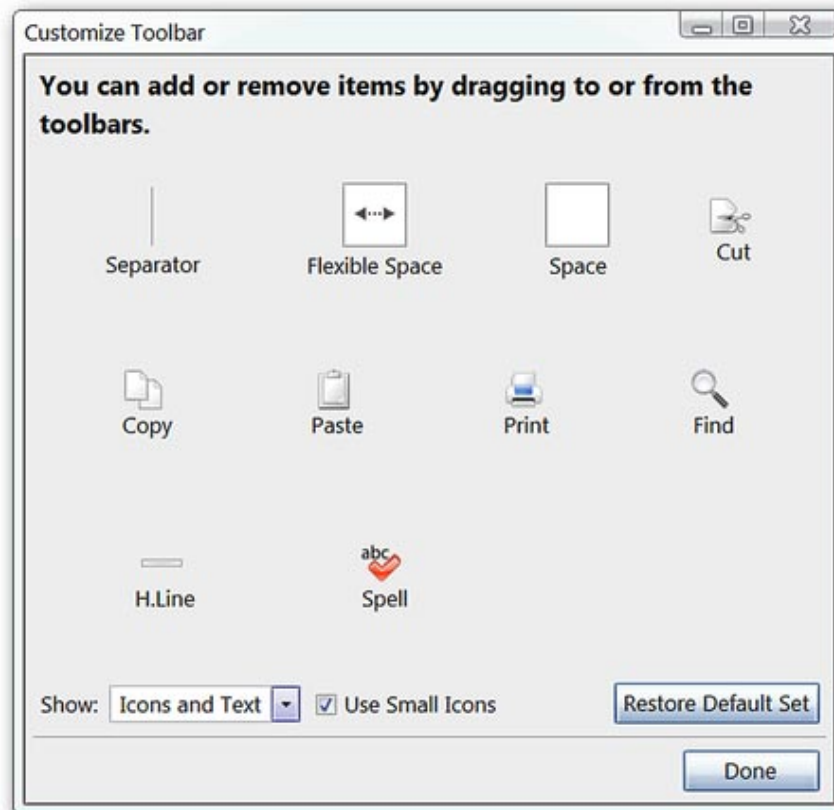 Customize Toolbar
You can add or remove items by dragging to or from the
toolbars.
Separator
Flexible Space
Space
Cut
Copy
Paste
Print
Find
H.Line
abc
Spell
Show: Icons and Text Use Small Icons Restore Default Set
Done